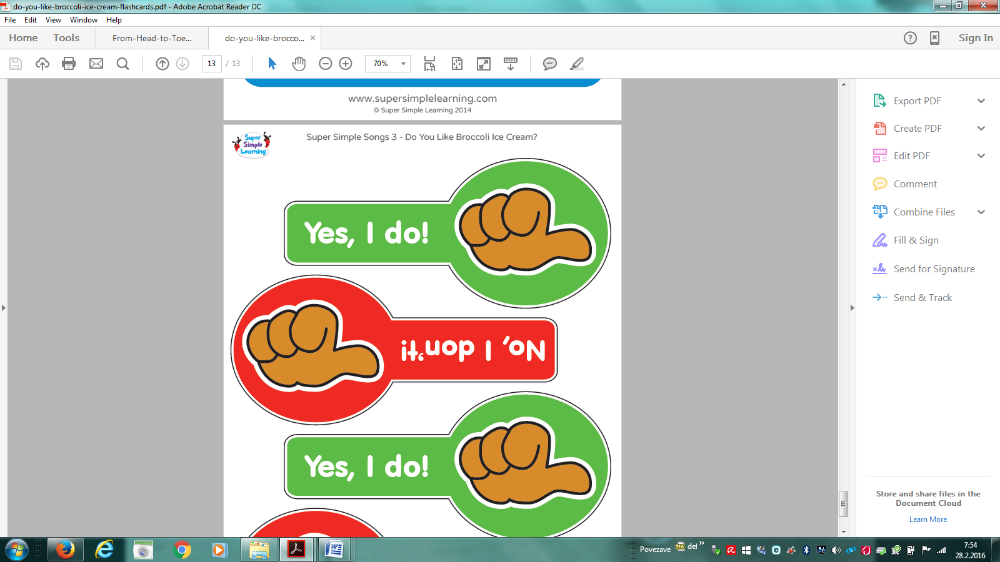 do-you-like-broccoli-ice-cream-flashcards.pdf - Adobe Acrobat Reader DC
File Edit View Window Help
Home Tools From-Head-to-Toe... do-you-like-brocco... Sign In
13 / 13 70%
www.supersimplelearning.com
© Super Simple Learning 2014
Super Simple Learning
Super Simple Songs 3 - Do You Like Broccoli Ice Cream?
Yes, I do!
No, I don't!
Yes, I do!
Export PDF
Create PDF
Edit PDF
Comment
Combine Files
Fill & Sign
Send for Signature
Send & Track
Store and share files in the
Document Cloud
Learn More
Povezave del »
7:54
28.2.2016